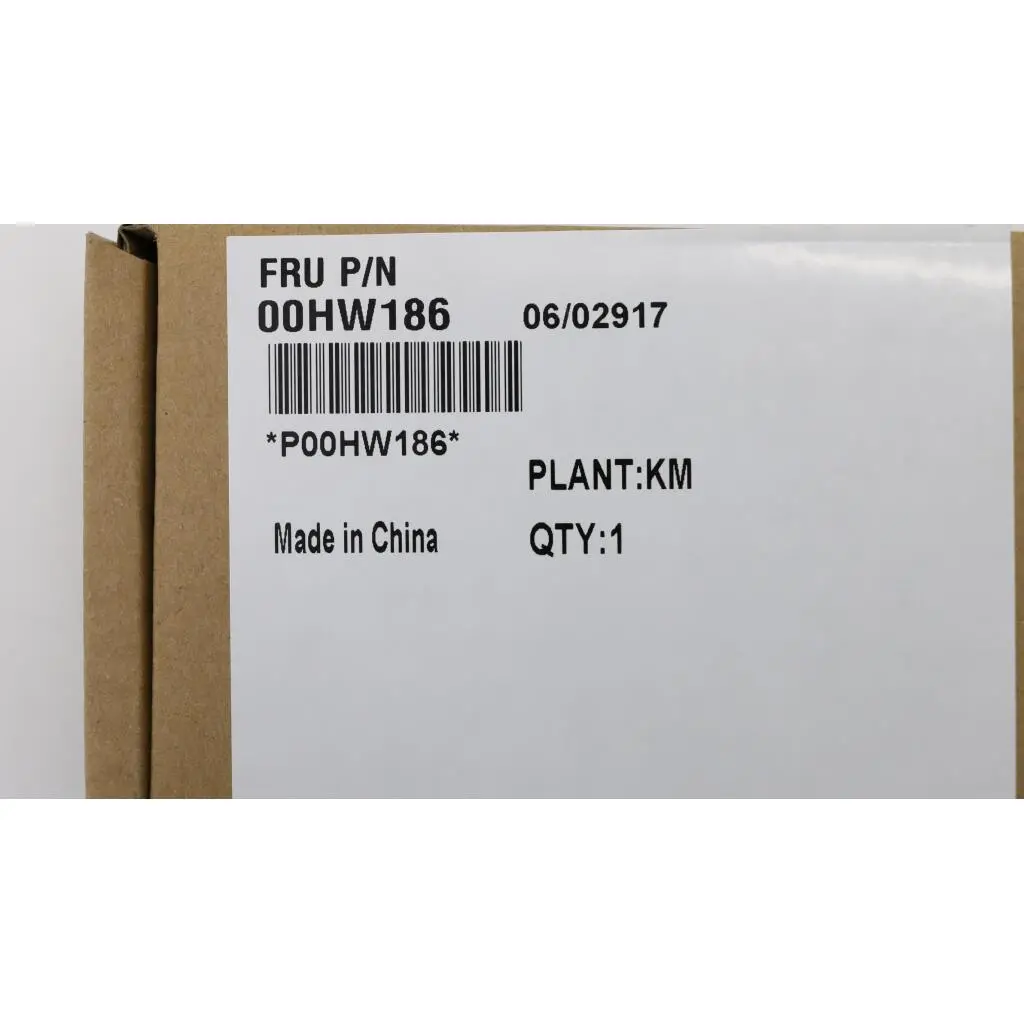 FRU P/N
00HW186 06/02917
*P00HW186*
PLANT:KM
Made in China QTY:1